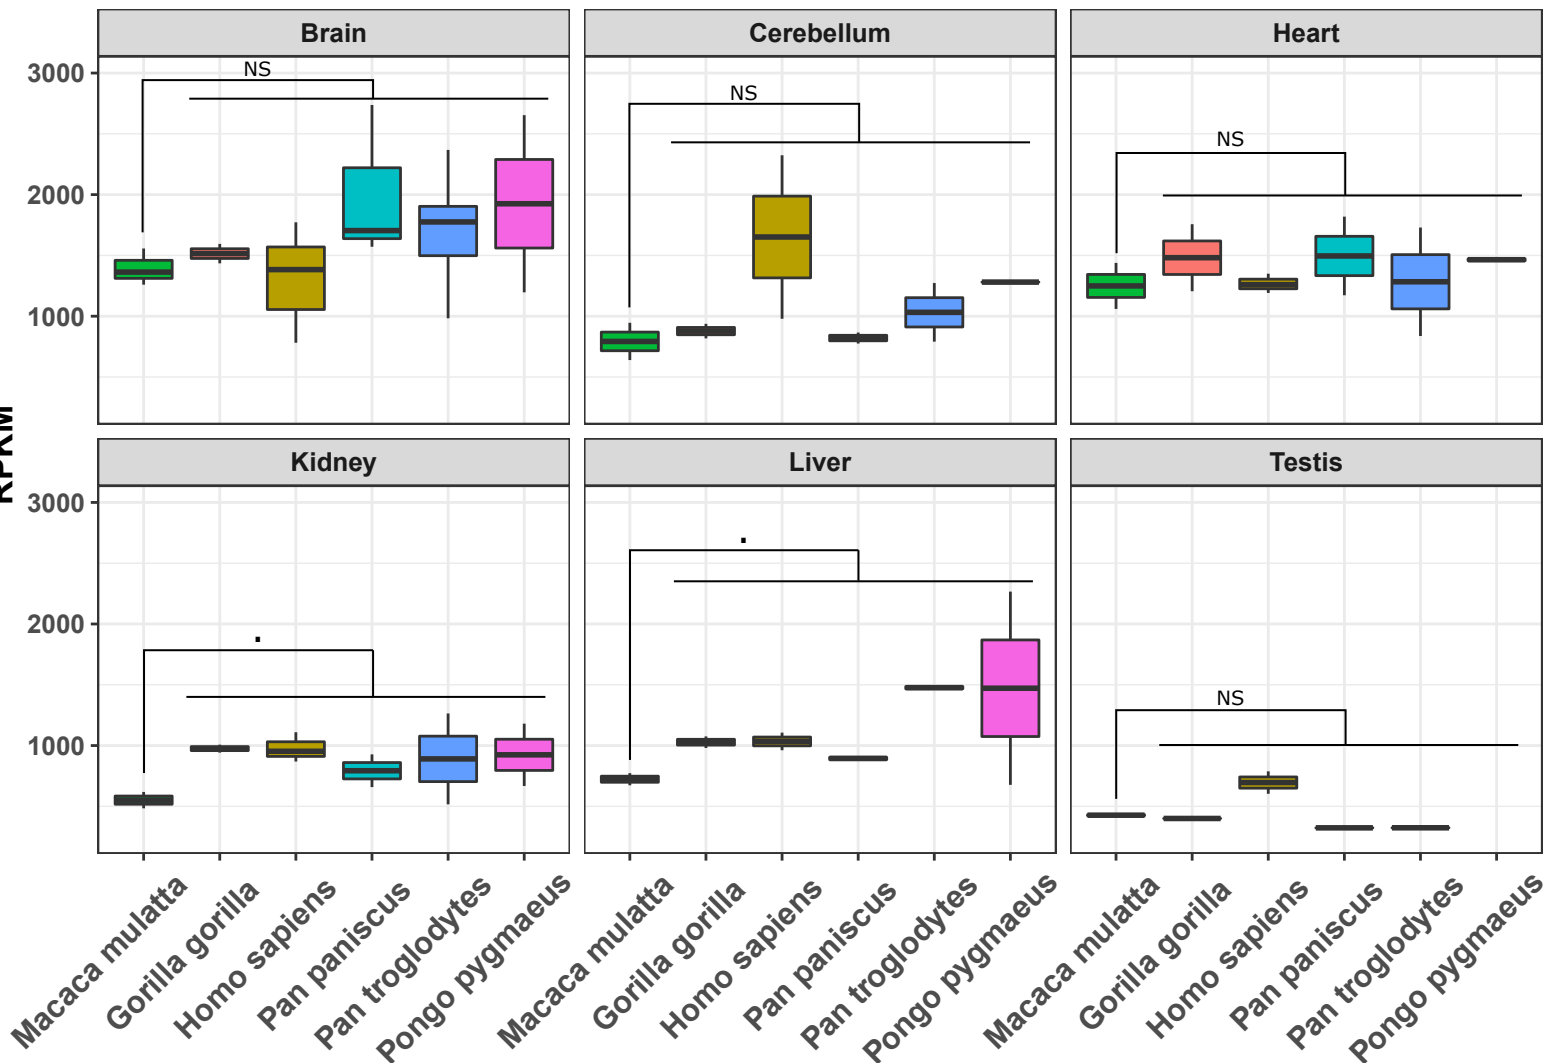 Brain
Cerebellum
Heart
3000
2000
1000
NS
NS
NS
RPKM
Kidney
Liver
Testis
3000
2000
1000
.
.
NS
Macaca mulatta
Gorilla gorilla
Homo sapiens
Pan paniscus
Pan troglodytes
Pongo pygmaeus
Macaca mulatta
Gorilla gorilla
Homo sapiens
Pan paniscus
Pan troglodytes
Pongo pygmaeus
Macaca mulatta
Gorilla gorilla
Homo sapiens
Pan paniscus
Pan troglodytes
Pongo pygmaeus